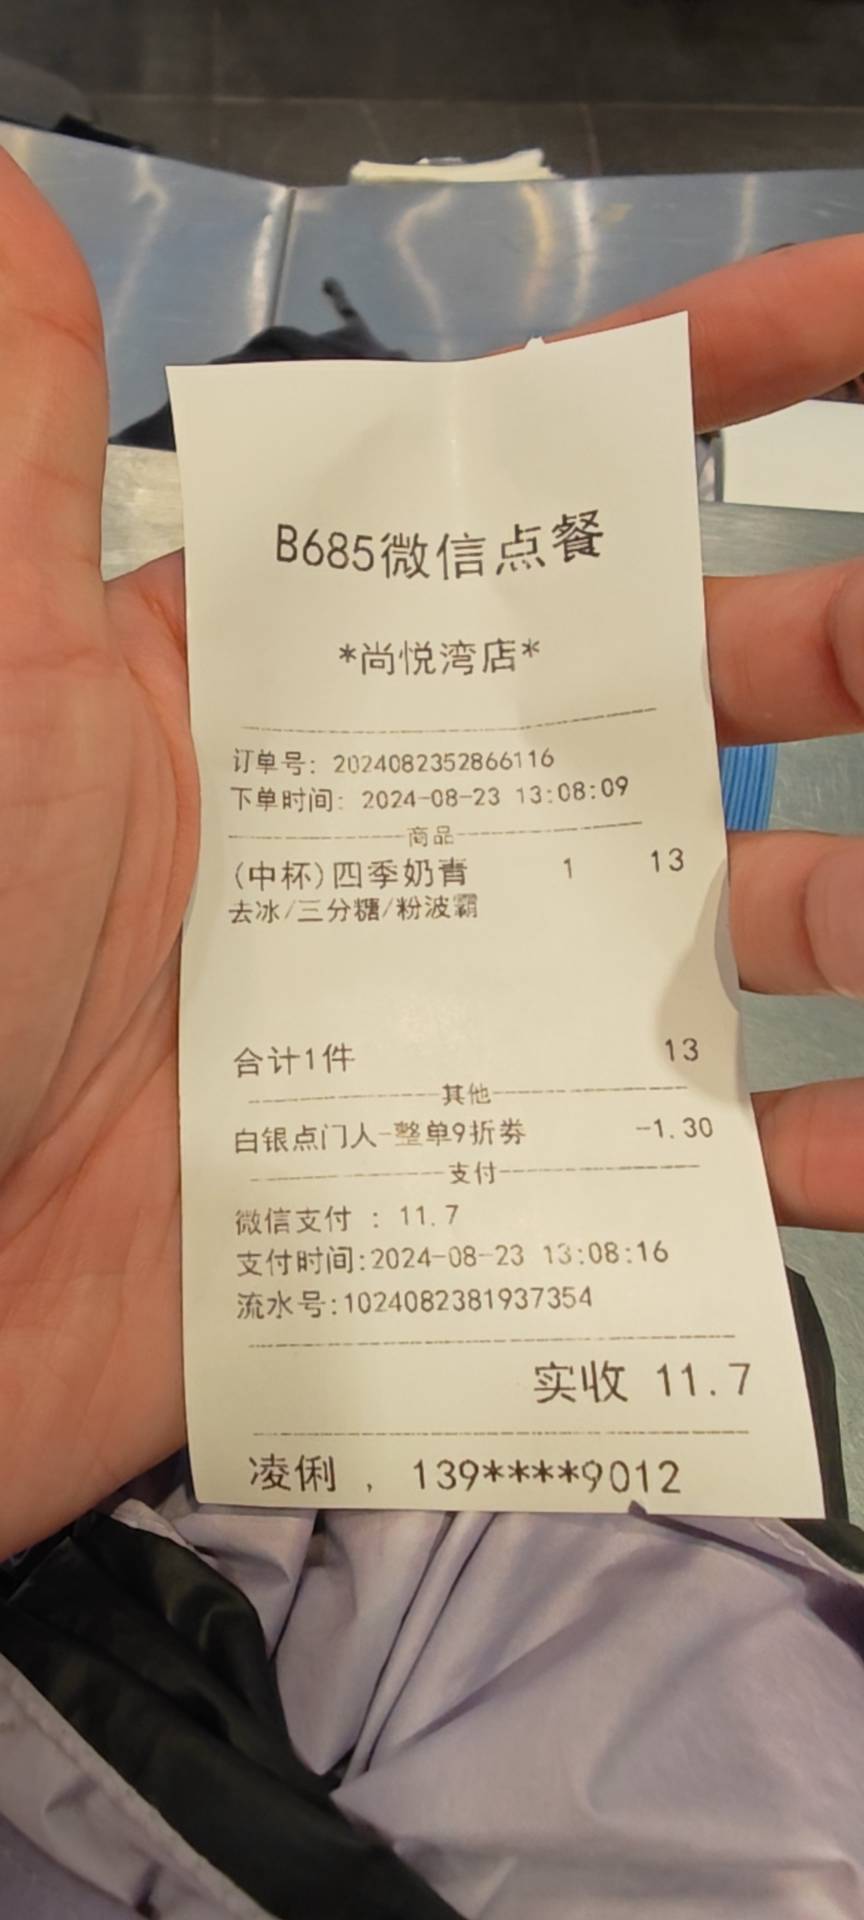 B685微信点餐
*尚悦湾店*
订单号: 2024082352866116
下单时间: 2024-08-23 13:08:09
商品
(中杯)四季奶青 1 13
去冰/三分糖/粉波霸
合计1件 13
其他
白银点门人-整单9折券 -1.30
支付
微信支付 : 11.7
支付时间:2024-08-23 13:08:16
流水号:1024082381937354
实收 11.7
凌俐 , 139****9012